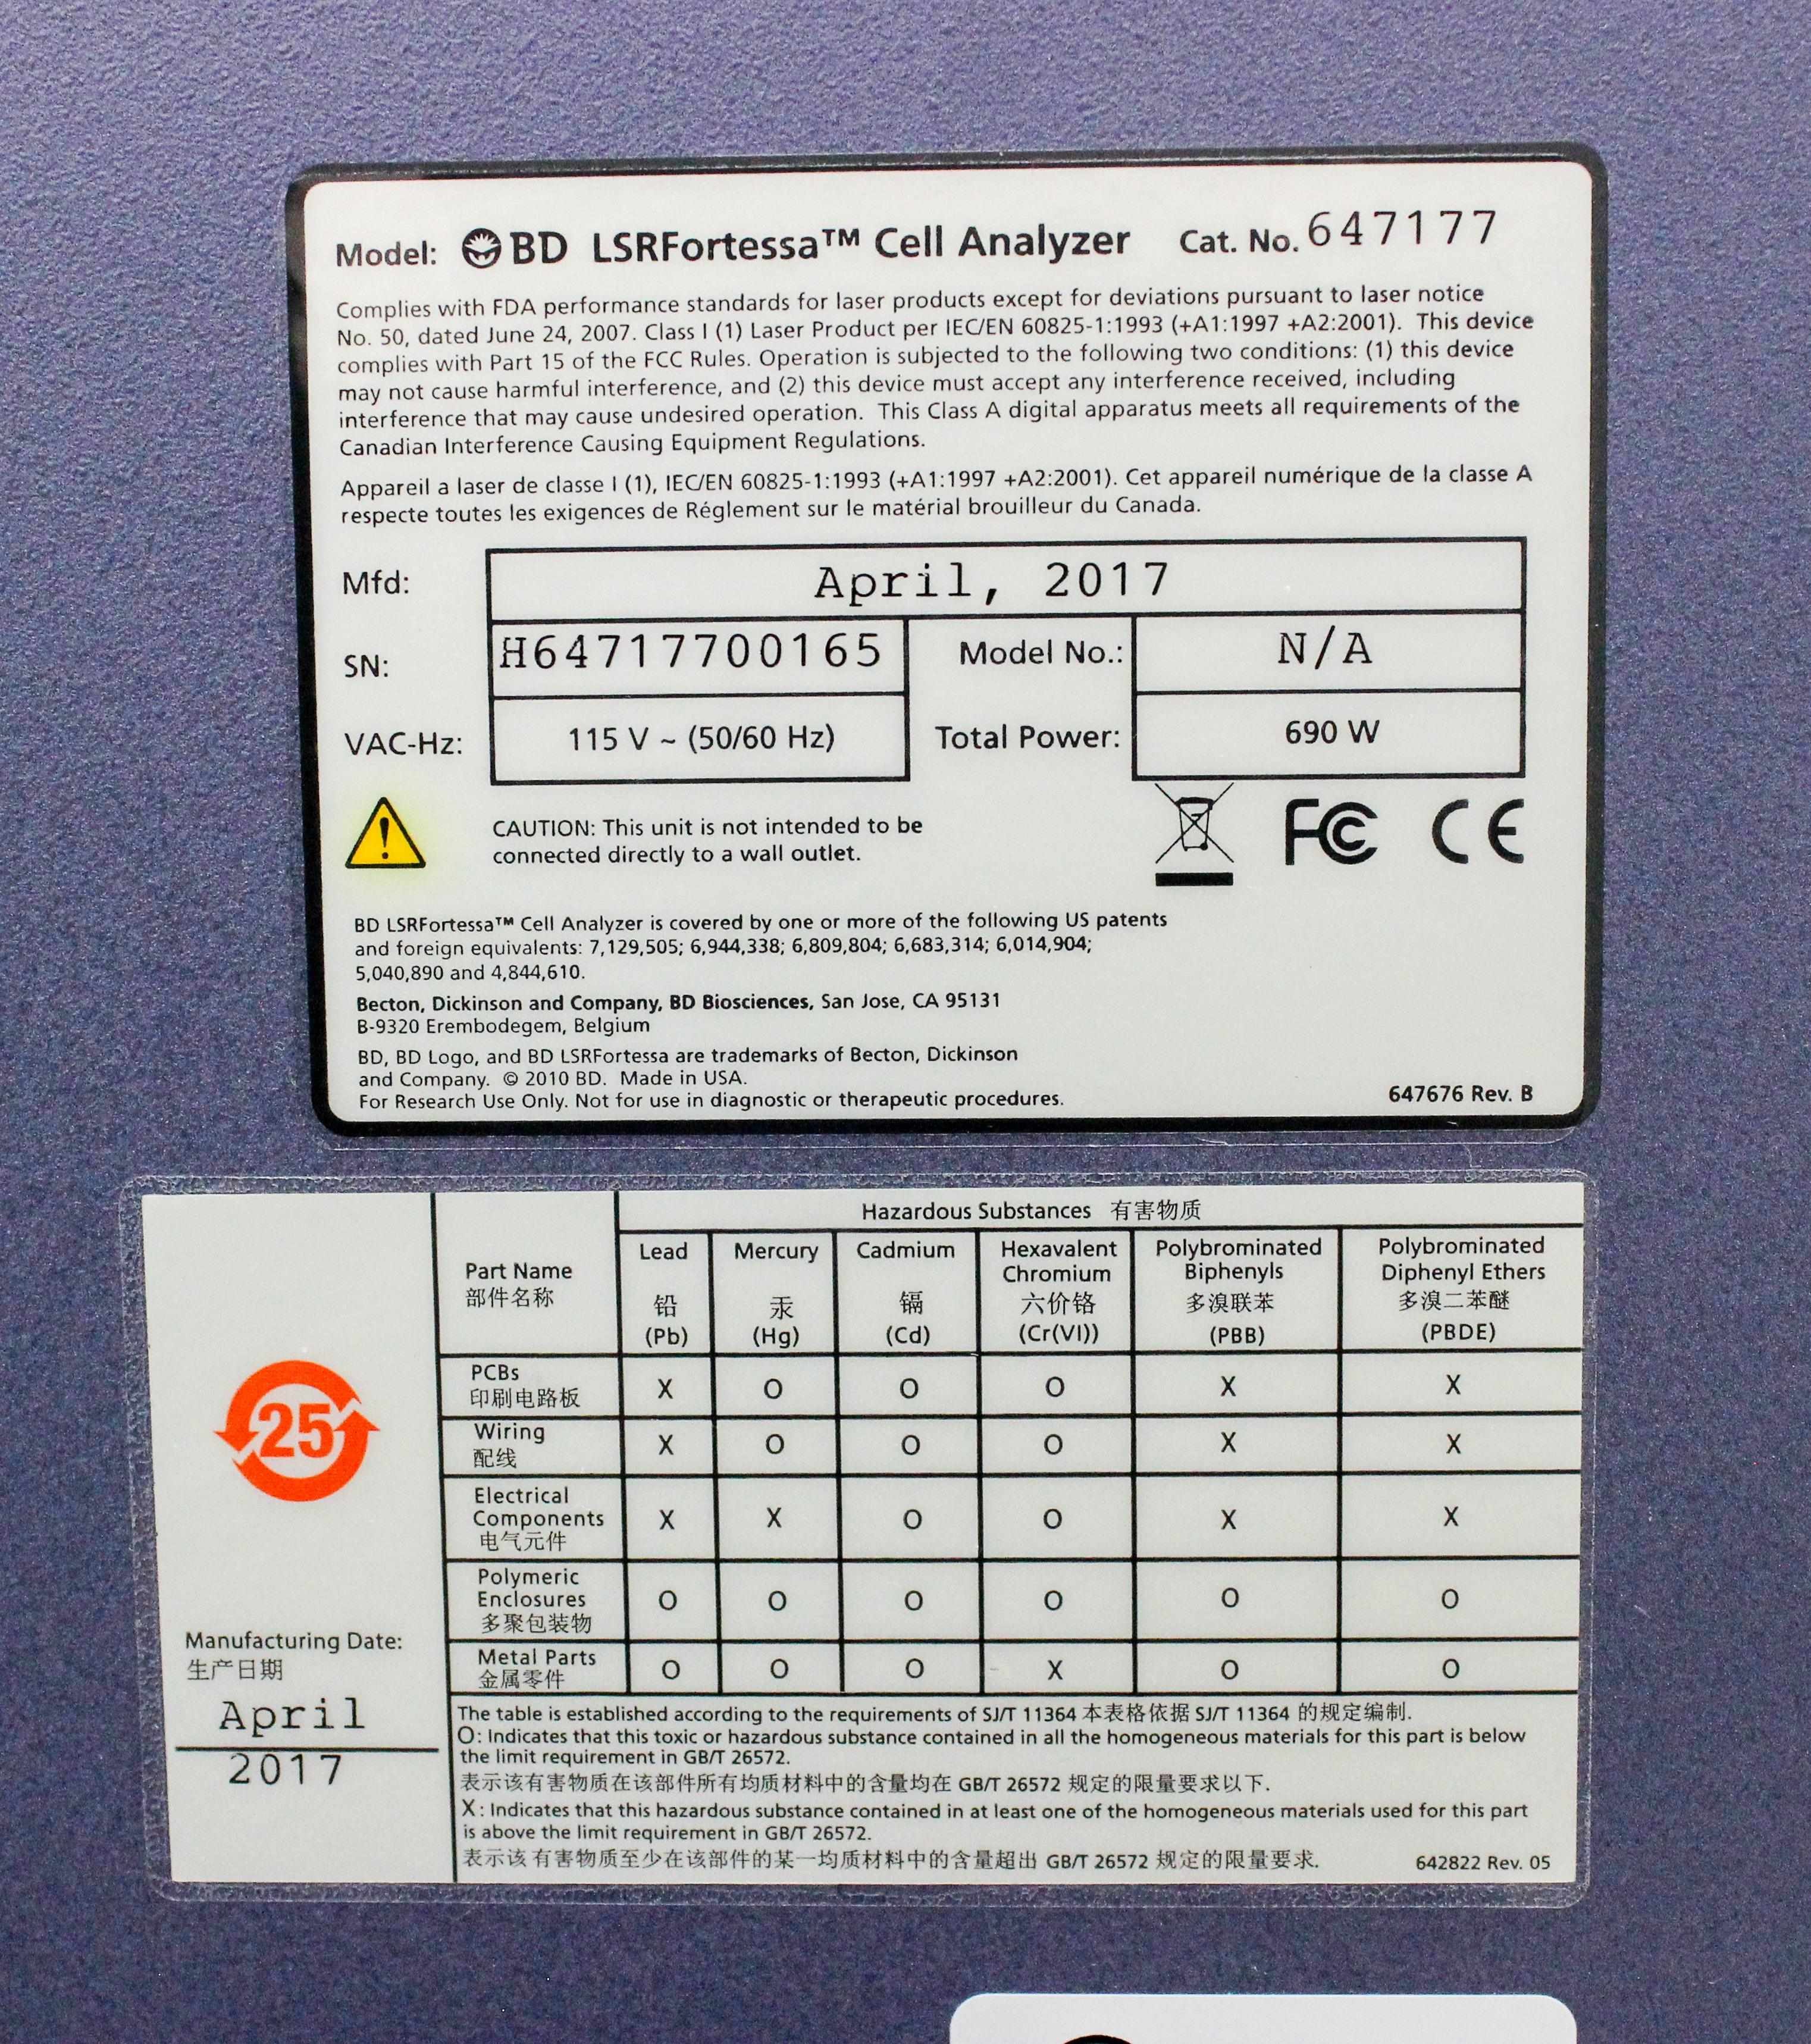 Model: BD LSRFortessa™ Cell Analyzer Cat. No. 647177
Complies with FDA performance standards for laser products except for deviations pursuant to laser notice
No. 50, dated June 24, 2007. Class I (1) Laser Product per IEC/EN 60825-1:1993 (+A1:1997 +A2:2001). This device
complies with Part 15 of the FCC Rules. Operation is subjected to the following two conditions: (1) this device
may not cause harmful interference, and (2) this device must accept any interference received, including
interference that may cause undesired operation. This Class A digital apparatus meets all requirements of the
Canadian Interference Causing Equipment Regulations.
Appareil a laser de classe I (1), IEC/EN 60825-1:1993 (+A1:1997 +A2:2001). Cet appareil numérique de la classe A
respecte toutes les exigences de Réglement sur le matérial brouilleur du Canada.
Mfd: April, 2017
SN: H64717700165 Model No.: N/A
VAC-Hz: 115 V ~ (50/60 Hz) Total Power: 690 W
CAUTION: This unit is not intended to be
connected directly to a wall outlet.
FC CE
BD LSRFortessa™ Cell Analyzer is covered by one or more of the following US patents
and foreign equivalents: 7,129,505; 6,944,338; 6,809,804; 6,683,314; 6,014,904;
5,040,890 and 4,844,610.
Becton, Dickinson and Company, BD Biosciences, San Jose, CA 95131
B-9320 Erembodegem, Belgium
BD, BD Logo, and BD LSRFortessa are trademarks of Becton, Dickinson
and Company. © 2010 BD. Made in USA.
For Research Use Only. Not for use in diagnostic or therapeutic procedures.
647676 Rev. B
25
Manufacturing Date:
生产日期
April
2017
Hazardous Substances 有害物质
Part Name
部件名称
Lead
铅
(Pb)
Mercury
汞
(Hg)
Cadmium
镉
(Cd)
Hexavalent
Chromium
六价铬
(Cr(VI))
Polybrominated
Biphenyls
多溴联苯
(PBB)
Polybrominated
Diphenyl Ethers
多溴二苯醚
(PBDE)
PCBs
印刷电路板
X O O O X X
Wiring
配线
X O O O X X
Electrical
Components
电气元件
X X O O X X
Polymeric
Enclosures
多聚包装物
O O O O O O
Metal Parts
金属零件
O O O X O O
The table is established according to the requirements of SJ/T 11364 本表格依据 SJ/T 11364 的规定编制.
O: Indicates that this toxic or hazardous substance contained in all the homogeneous materials for this part is below
the limit requirement in GB/T 26572.
表示该有害物质在该部件所有均质材料中的含量均在 GB/T 26572 规定的限量要求以下.
X: Indicates that this hazardous substance contained in at least one of the homogeneous materials used for this part
is above the limit requirement in GB/T 26572.
表示该有害物质至少在该部件的某一均质材料中的含量超出 GB/T 26572 规定的限量要求.
642822 Rev. 05